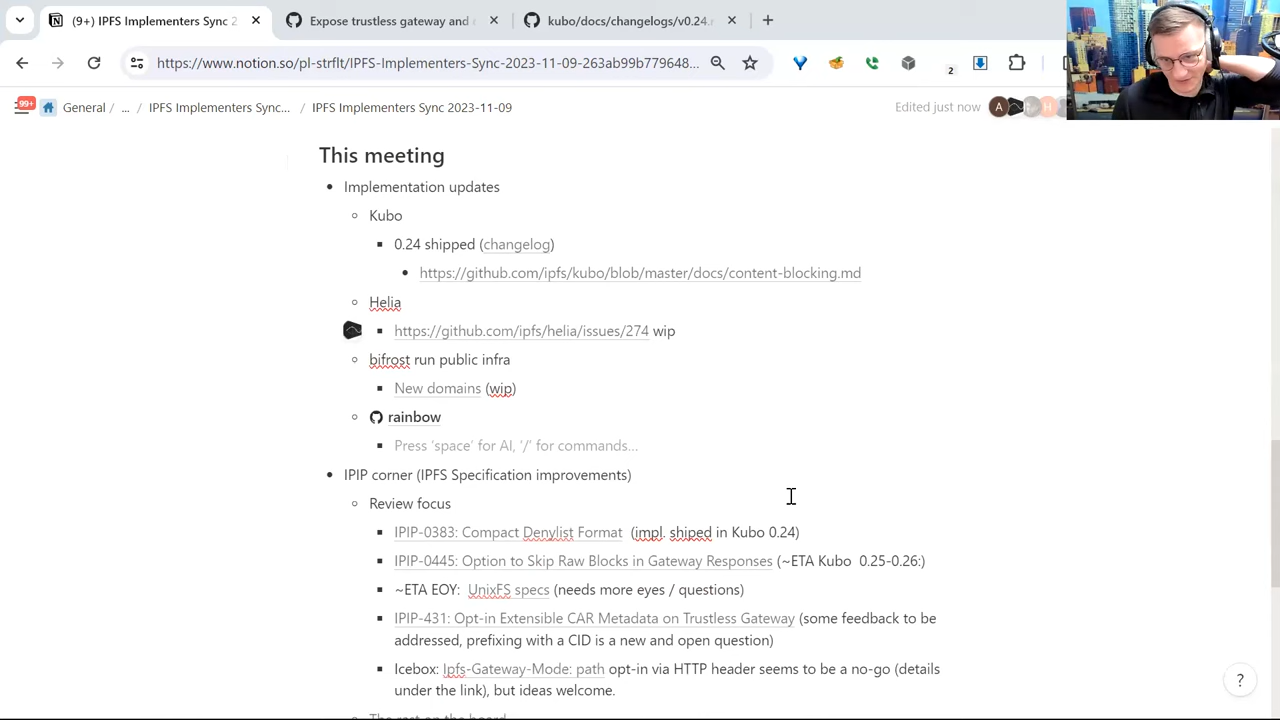 (9+) IPFS Implementers Sync 2
Expose trustless gateway and
kubo/docs/changelogs/v0.24.
https://www.notion.so/pl-strflt/IPFS-Implementers-Sync-2023-11-09-263ab99b779648...
2
99+
General / ... / IPFS Implementers Sync... / IPFS Implementers Sync 2023-11-09
Edited just now
A
H
This meeting
Implementation updates
Kubo
0.24 shipped (changelog)
https://github.com/ipfs/kubo/blob/master/docs/content-blocking.md
Helia
https://github.com/ipfs/helia/issues/274 wip
bifrost run public infra
New domains (wip)
rainbow
Press ‘space’ for AI, ‘/’ for commands...
IPIP corner (IPFS Specification improvements)
Review focus
IPIP-0383: Compact Denylist Format (impl. shiped in Kubo 0.24)
IPIP-0445: Option to Skip Raw Blocks in Gateway Responses (~ETA Kubo 0.25-0.26:)
~ETA EOY: UnixFS specs (needs more eyes / questions)
IPIP-431: Opt-in Extensible CAR Metadata on Trustless Gateway (some feedback to be
addressed, prefixing with a CID is a new and open question)
Icebox: Ipfs-Gateway-Mode: path opt-in via HTTP header seems to be a no-go (details
under the link), but ideas welcome.
The rest on the board
?